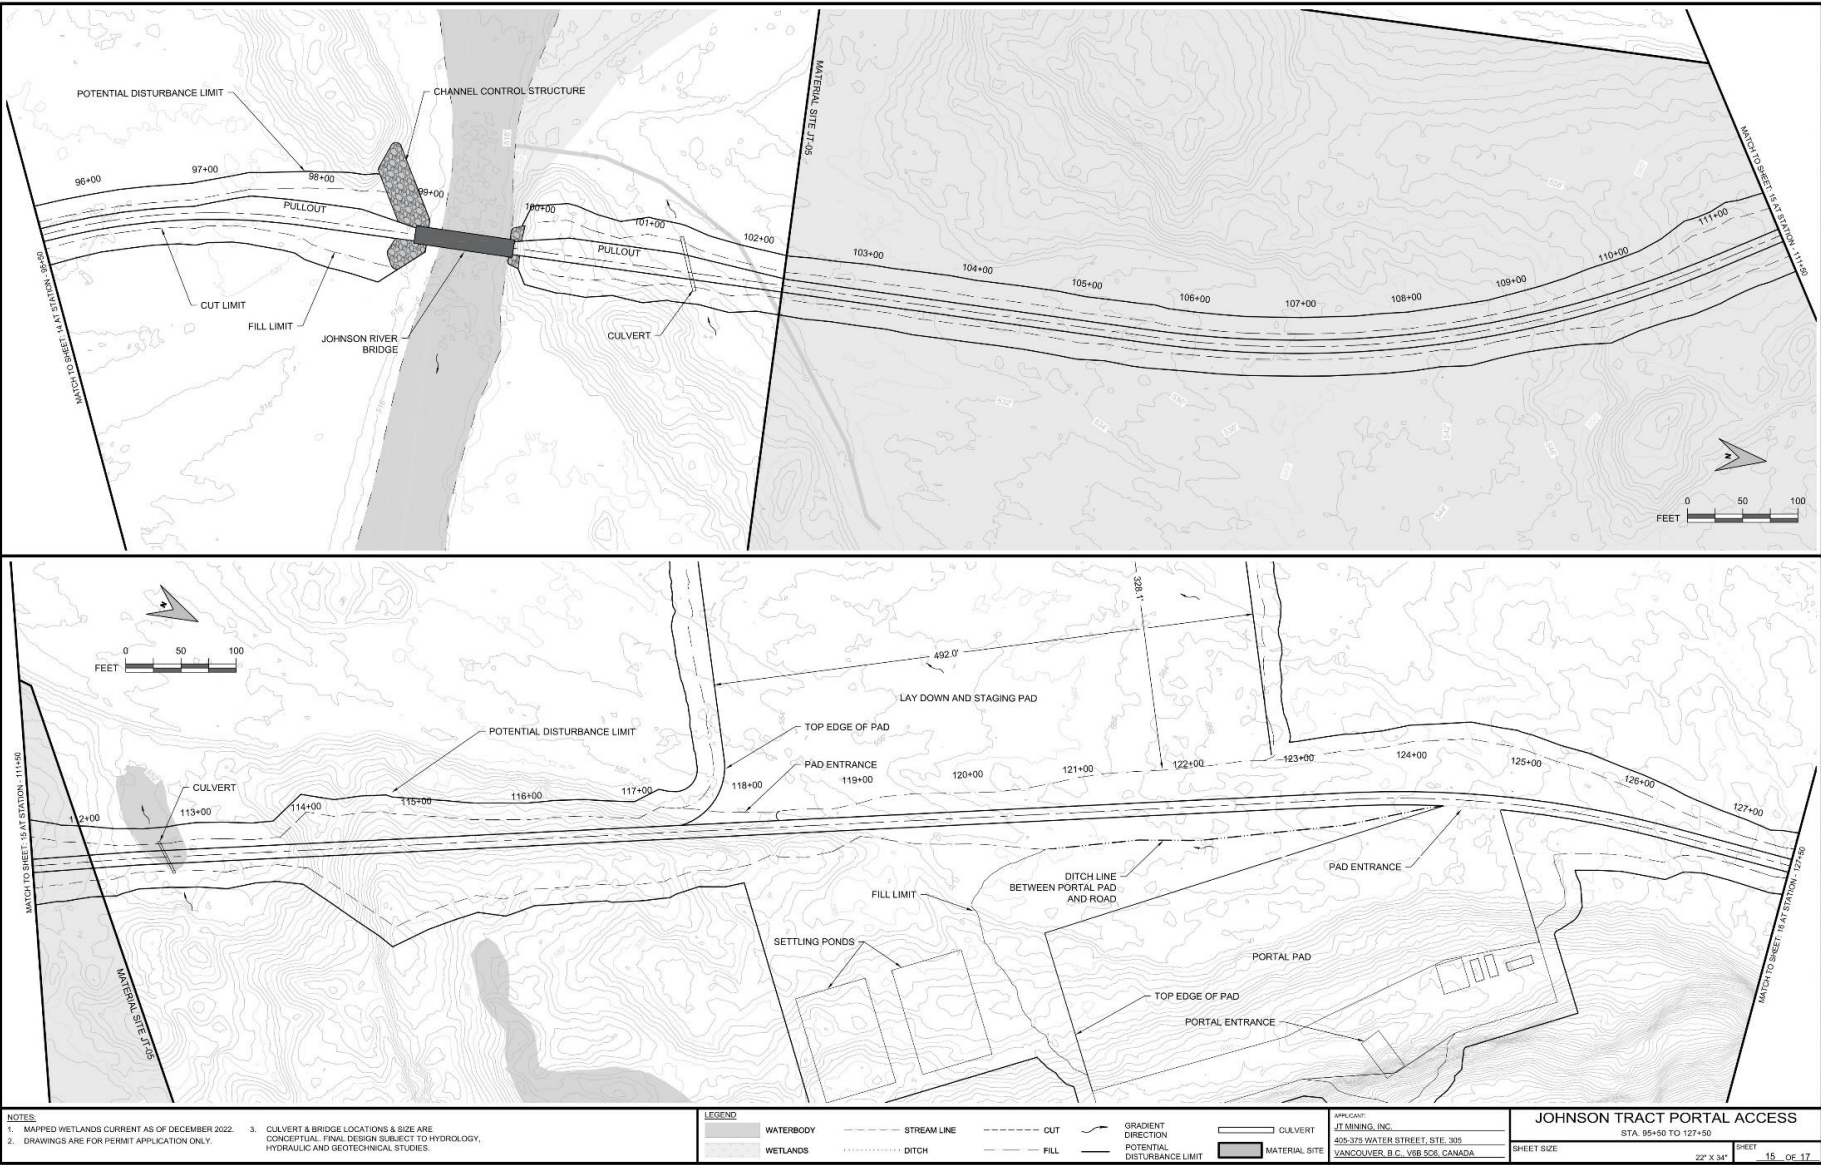 POTENTIAL DISTURBANCE LIMIT
CHANNEL CONTROL STRUCTURE
96+00
97+00
98+00
99+00
100+00
101+00
102+00
103+00
104+00
105+00
106+00
107+00
108+00
109+00
110+00
111+00
PULLOUT
PULLOUT
CUT LIMIT
FILL LIMIT
JOHNSON RIVER
BRIDGE
CULVERT
MATERIAL SITE JT-05
MATCH TO SHEET: 14 AT STATION - 95+50
MATCH TO SHEET: 15 AT STATION - 111+50
518'
516'
516'
532'
534'
N
0 50 100
FEET
N
0 50 100
FEET
328.1'
492.0'
LAY DOWN AND STAGING PAD
POTENTIAL DISTURBANCE LIMIT
TOP EDGE OF PAD
PAD ENTRANCE
CULVERT
112+00
113+00
114+00
115+00
116+00
117+00
118+00
119+00
120+00
121+00
122+00
123+00
124+00
125+00
126+00
127+00
MATCH TO SHEET: 15 AT STATION - 111+50
MATERIAL SITE JT-05
FILL LIMIT
DITCH LINE
BETWEEN PORTAL PAD
AND ROAD
PAD ENTRANCE
SETTLING PONDS
PORTAL PAD
TOP EDGE OF PAD
PORTAL ENTRANCE
MATCH TO SHEET: 16 AT STATION - 127+50
NOTES:
1. MAPPED WETLANDS CURRENT AS OF DECEMBER 2022.
2. DRAWINGS ARE FOR PERMIT APPLICATION ONLY.
3. CULVERT & BRIDGE LOCATIONS & SIZE ARE
CONCEPTUAL. FINAL DESIGN SUBJECT TO HYDROLOGY,
HYDRAULIC AND GEOTECHNICAL STUDIES.
LEGEND
WATERBODY
WETLANDS
STREAM LINE
DITCH
CUT
FILL
GRADIENT
DIRECTION
POTENTIAL
DISTURBANCE LIMIT
CULVERT
MATERIAL SITE
APPLICANT:
JT MINING, INC.
405-375 WATER STREET, STE. 305
VANCOUVER, B.C., V6B 5C6, CANADA
JOHNSON TRACT PORTAL ACCESS
STA. 95+50 TO 127+50
SHEET SIZE
22" X 34"
SHEET
15 OF 17